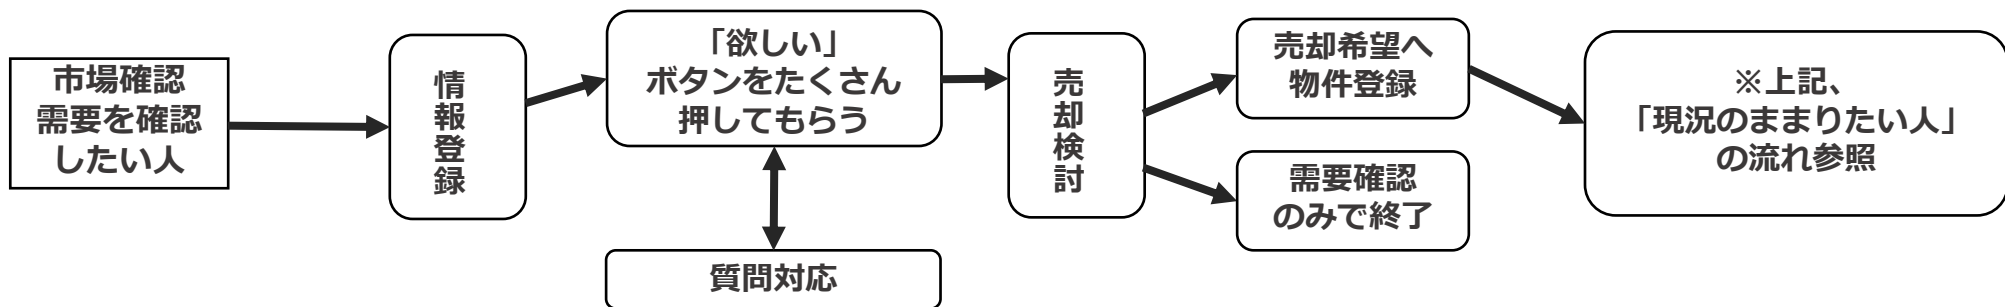 市場確認
需要を確認
したい人
情報登録
「欲しい」
ボタンをたくさん
押してもらう
質問対応
売却検討
売却希望へ
物件登録
需要確認
のみで終了
※上記、
「現況のままりたい人」
の流れ参照